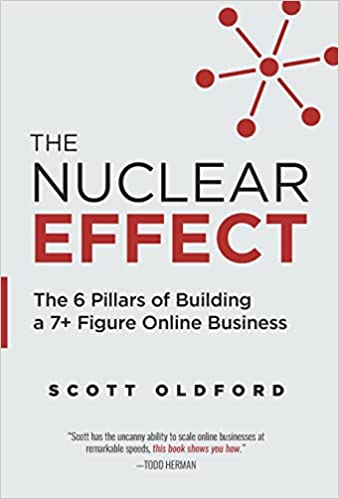 THE
NUCLEAR
EFFECT
The 6 Pillars of Building
a 7+ Figure Online Business
SCOTT OLDFORD
"Scott has the uncanny ability to scale online businesses at
remarkable speeds, this book shows you how."
—TODD HERMAN